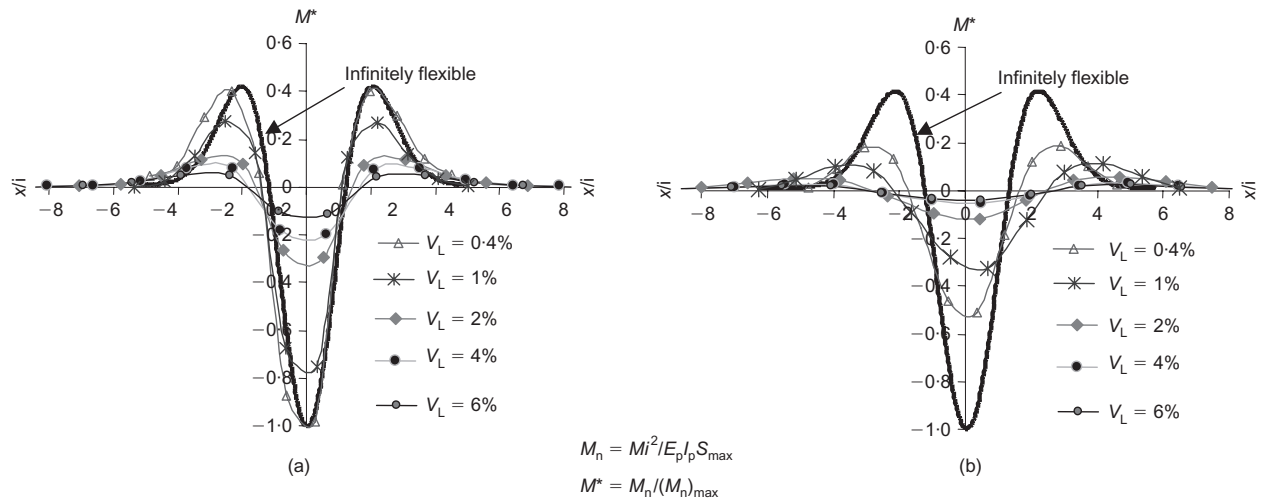 M*
0·6
0·4
0·2
0
−0·2
−0·4
−0·6
−0·8
−1·0
Infinitely flexible
x/i
−8 −6 −4 −2 0 2 4 6 8
x/i
V_L = 0·4%
V_L = 1%
V_L = 2%
V_L = 4%
V_L = 6%
(a)
M*
0·6
0·4
0·2
0
−0·2
−0·4
−0·6
−0·8
−1·0
Infinitely flexible
x/i
−8 −6 −4 −2 0 2 4 6 8
x/i
V_L = 0·4%
V_L = 1%
V_L = 2%
V_L = 4%
V_L = 6%
(b)
M_n = Mi²/E_pI_pS_max
M* = M_n/(M_n)_max